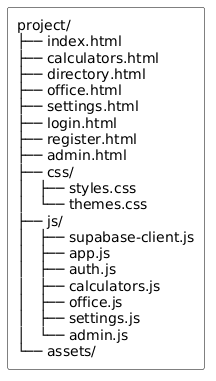 project/
├── index.html
├── calculators.html
├── directory.html
├── office.html
├── settings.html
├── login.html
├── register.html
├── admin.html
├── css/
│   ├── styles.css
│   └── themes.css
├── js/
│   ├── supabase-client.js
│   ├── app.js
│   ├── auth.js
│   ├── calculators.js
│   ├── office.js
│   ├── settings.js
│   └── admin.js
└── assets/